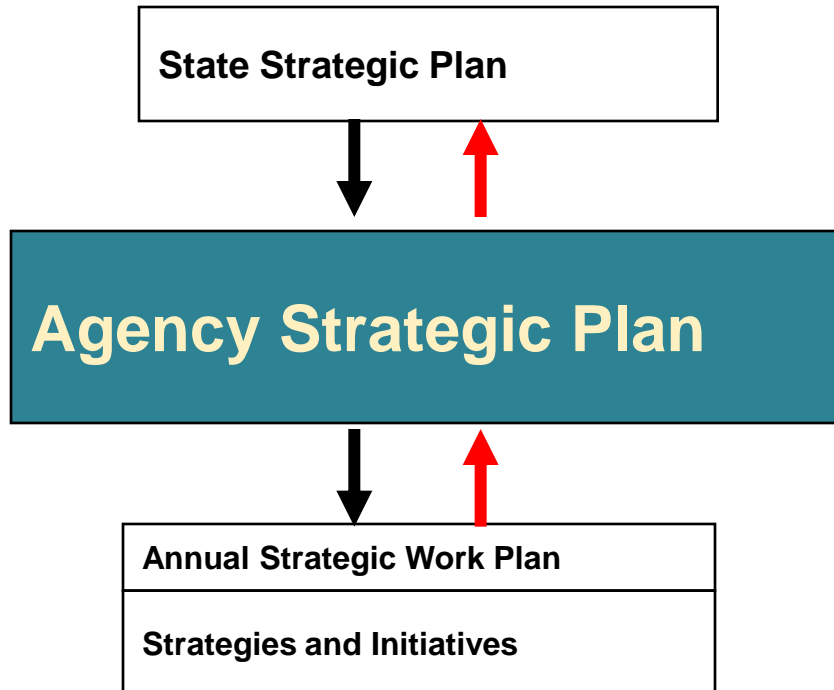 State Strategic Plan
Agency Strategic Plan
Annual Strategic Work Plan
Strategies and Initiatives